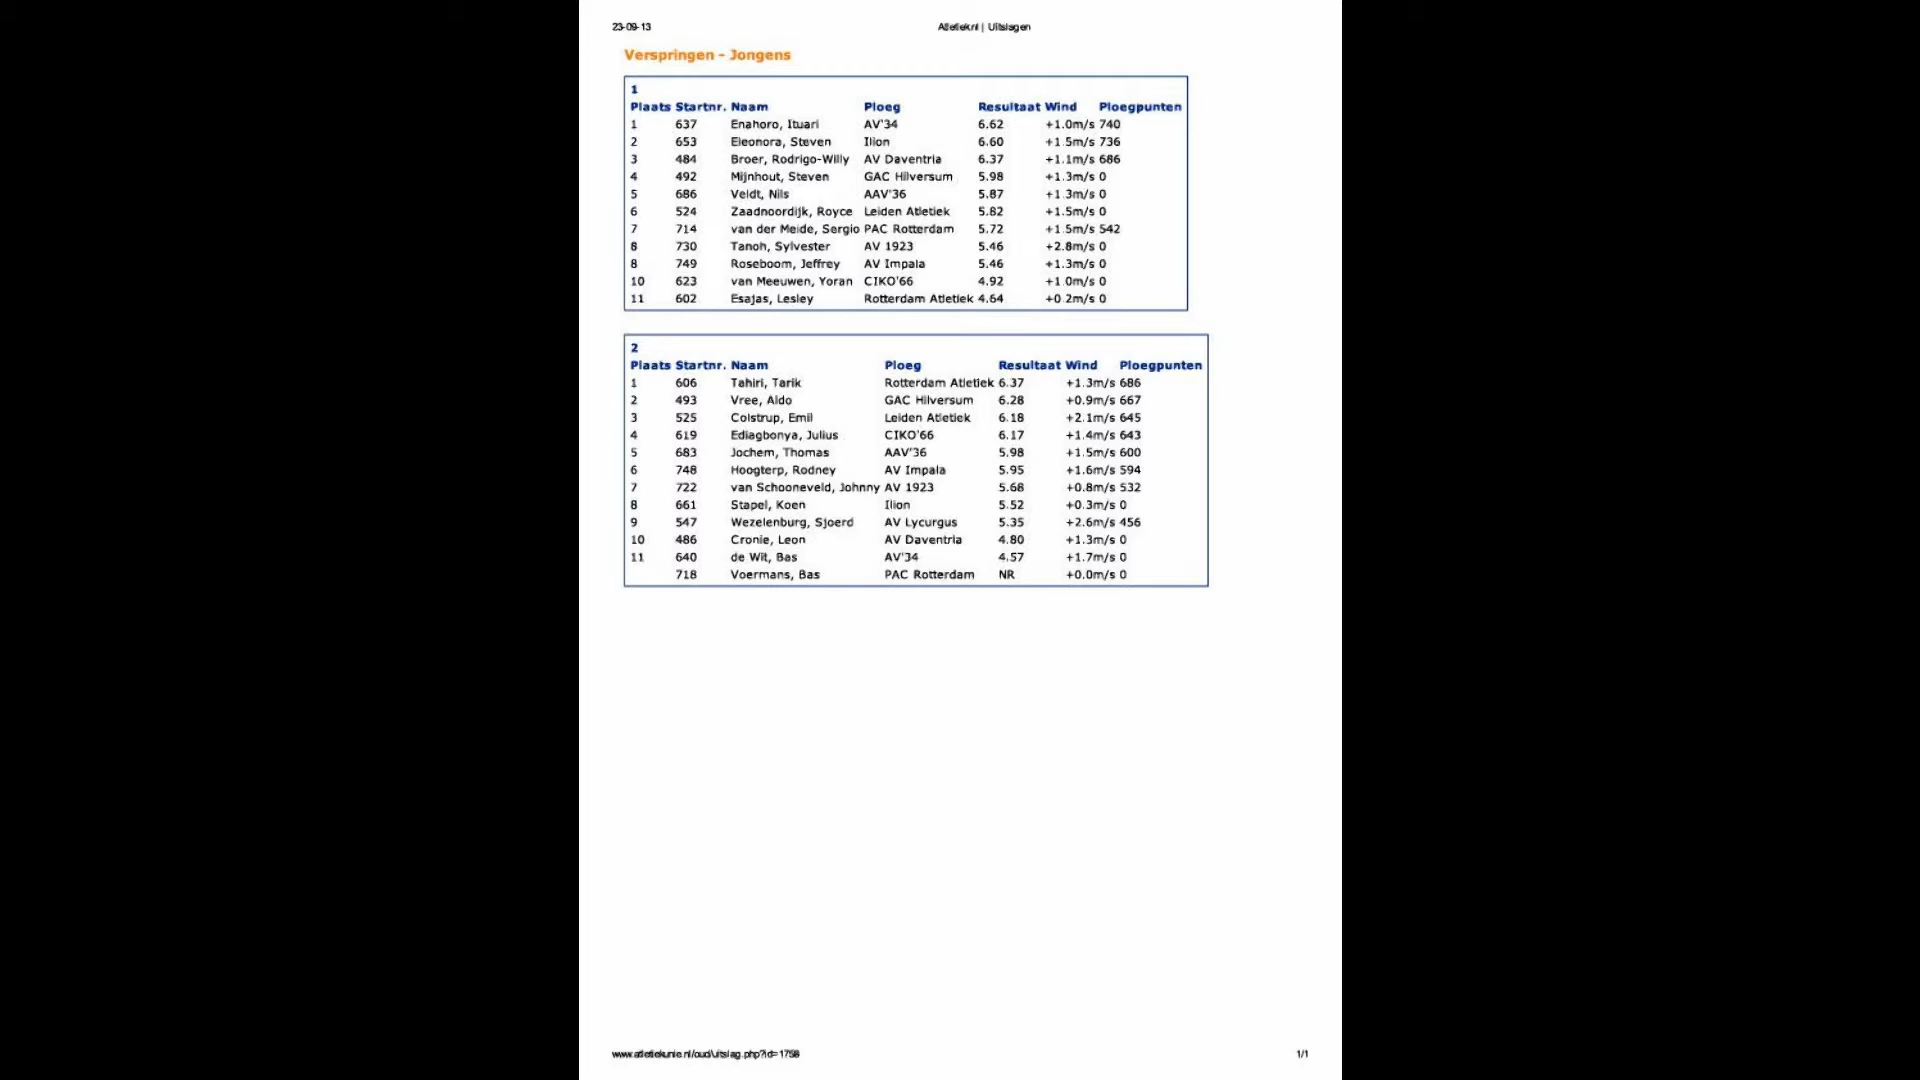 23-09-13 Atletiek.nl | Uitslagen
Verspringen - Jongens
1
Plaats Startnr. Naam Ploeg Resultaat Wind Ploegpunten
1 637 Enahoro, Ituari AV'34 6.62 +1.0m/s 740
2 653 Eleonora, Steven Ilion 6.60 +1.5m/s 736
3 484 Broer, Rodrigo-Willy AV Daventria 6.37 +1.1m/s 686
4 492 Mijnhout, Steven GAC Hilversum 5.98 +1.3m/s 0
5 686 Veldt, Nils AAV'36 5.87 +1.3m/s 0
6 524 Zaadnoordijk, Royce Leiden Atletiek 5.82 +1.5m/s 0
7 714 van der Meide, Sergio PAC Rotterdam 5.72 +1.5m/s 542
8 730 Tanoh, Sylvester AV 1923 5.46 +2.8m/s 0
8 749 Roseboom, Jeffrey AV Impala 5.46 +1.3m/s 0
10 623 van Meeuwen, Yoran CIKO'66 4.92 +1.0m/s 0
11 602 Esajas, Lesley Rotterdam Atletiek 4.64 +0.2m/s 0
2
Plaats Startnr. Naam Ploeg Resultaat Wind Ploegpunten
1 606 Tahiri, Tarik Rotterdam Atletiek 6.37 +1.3m/s 686
2 493 Vree, Aldo GAC Hilversum 6.28 +0.9m/s 667
3 525 Colstrup, Emil Leiden Atletiek 6.18 +2.1m/s 645
4 619 Ediagbonya, Julius CIKO'66 6.17 +1.4m/s 643
5 683 Jochem, Thomas AAV'36 5.98 +1.5m/s 600
6 748 Hoogterp, Rodney AV Impala 5.95 +1.6m/s 594
7 722 van Schooneveld, Johnny AV 1923 5.68 +0.8m/s 532
8 661 Stapel, Koen Ilion 5.52 +0.3m/s 0
9 547 Wezelenburg, Sjoerd AV Lycurgus 5.35 +2.6m/s 456
10 486 Cronie, Leon AV Daventria 4.80 +1.3m/s 0
11 640 de Wit, Bas AV'34 4.57 +1.7m/s 0
718 Voermans, Bas PAC Rotterdam NR +0.0m/s 0
www.atletiekunie.nl/oud/uitslag.php?id=1758 1/1